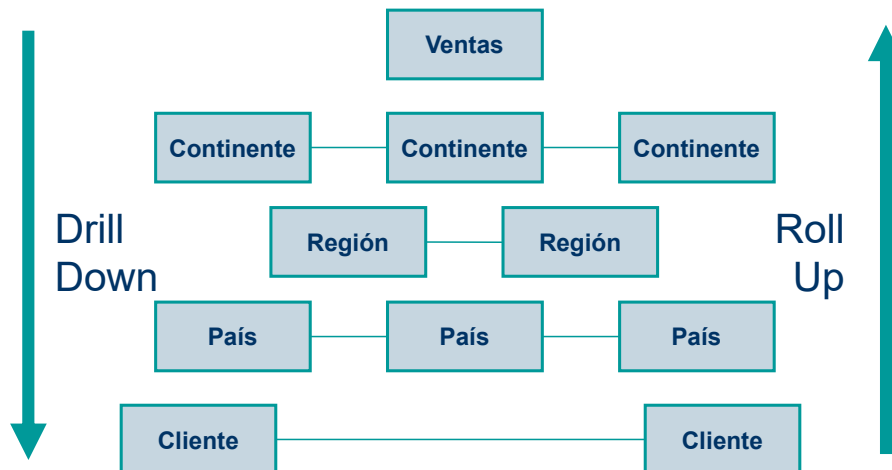 Ventas
Continente
Continente
Continente
Drill
Down
Región
Región
Roll
Up
País
País
País
Cliente
Cliente